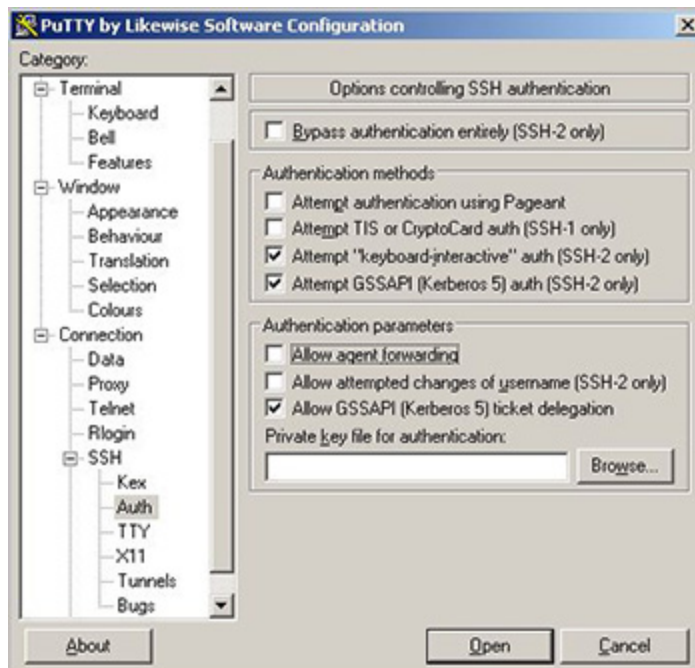 PuTTY by Likewise Software Configuration
Category:
Terminal
Keyboard
Bell
Features
Window
Appearance
Behaviour
Translation
Selection
Colours
Connection
Data
Proxy
Telnet
Rlogin
SSH
Kex
Auth
TTY
X11
Tunnels
Bugs
Options controlling SSH authentication
Bypass authentication entirely (SSH-2 only)
Authentication methods
Attempt authentication using Pageant
Attempt TIS or CryptoCard auth (SSH-1 only)
Attempt "keyboard-interactive" auth (SSH-2 only)
Attempt GSSAPI (Kerberos 5) auth (SSH-2 only)
Authentication parameters
Allow agent forwarding
Allow attempted changes of username (SSH-2 only)
Allow GSSAPI (Kerberos 5) ticket delegation
Private key file for authentication:
Browse...
About
Open
Cancel